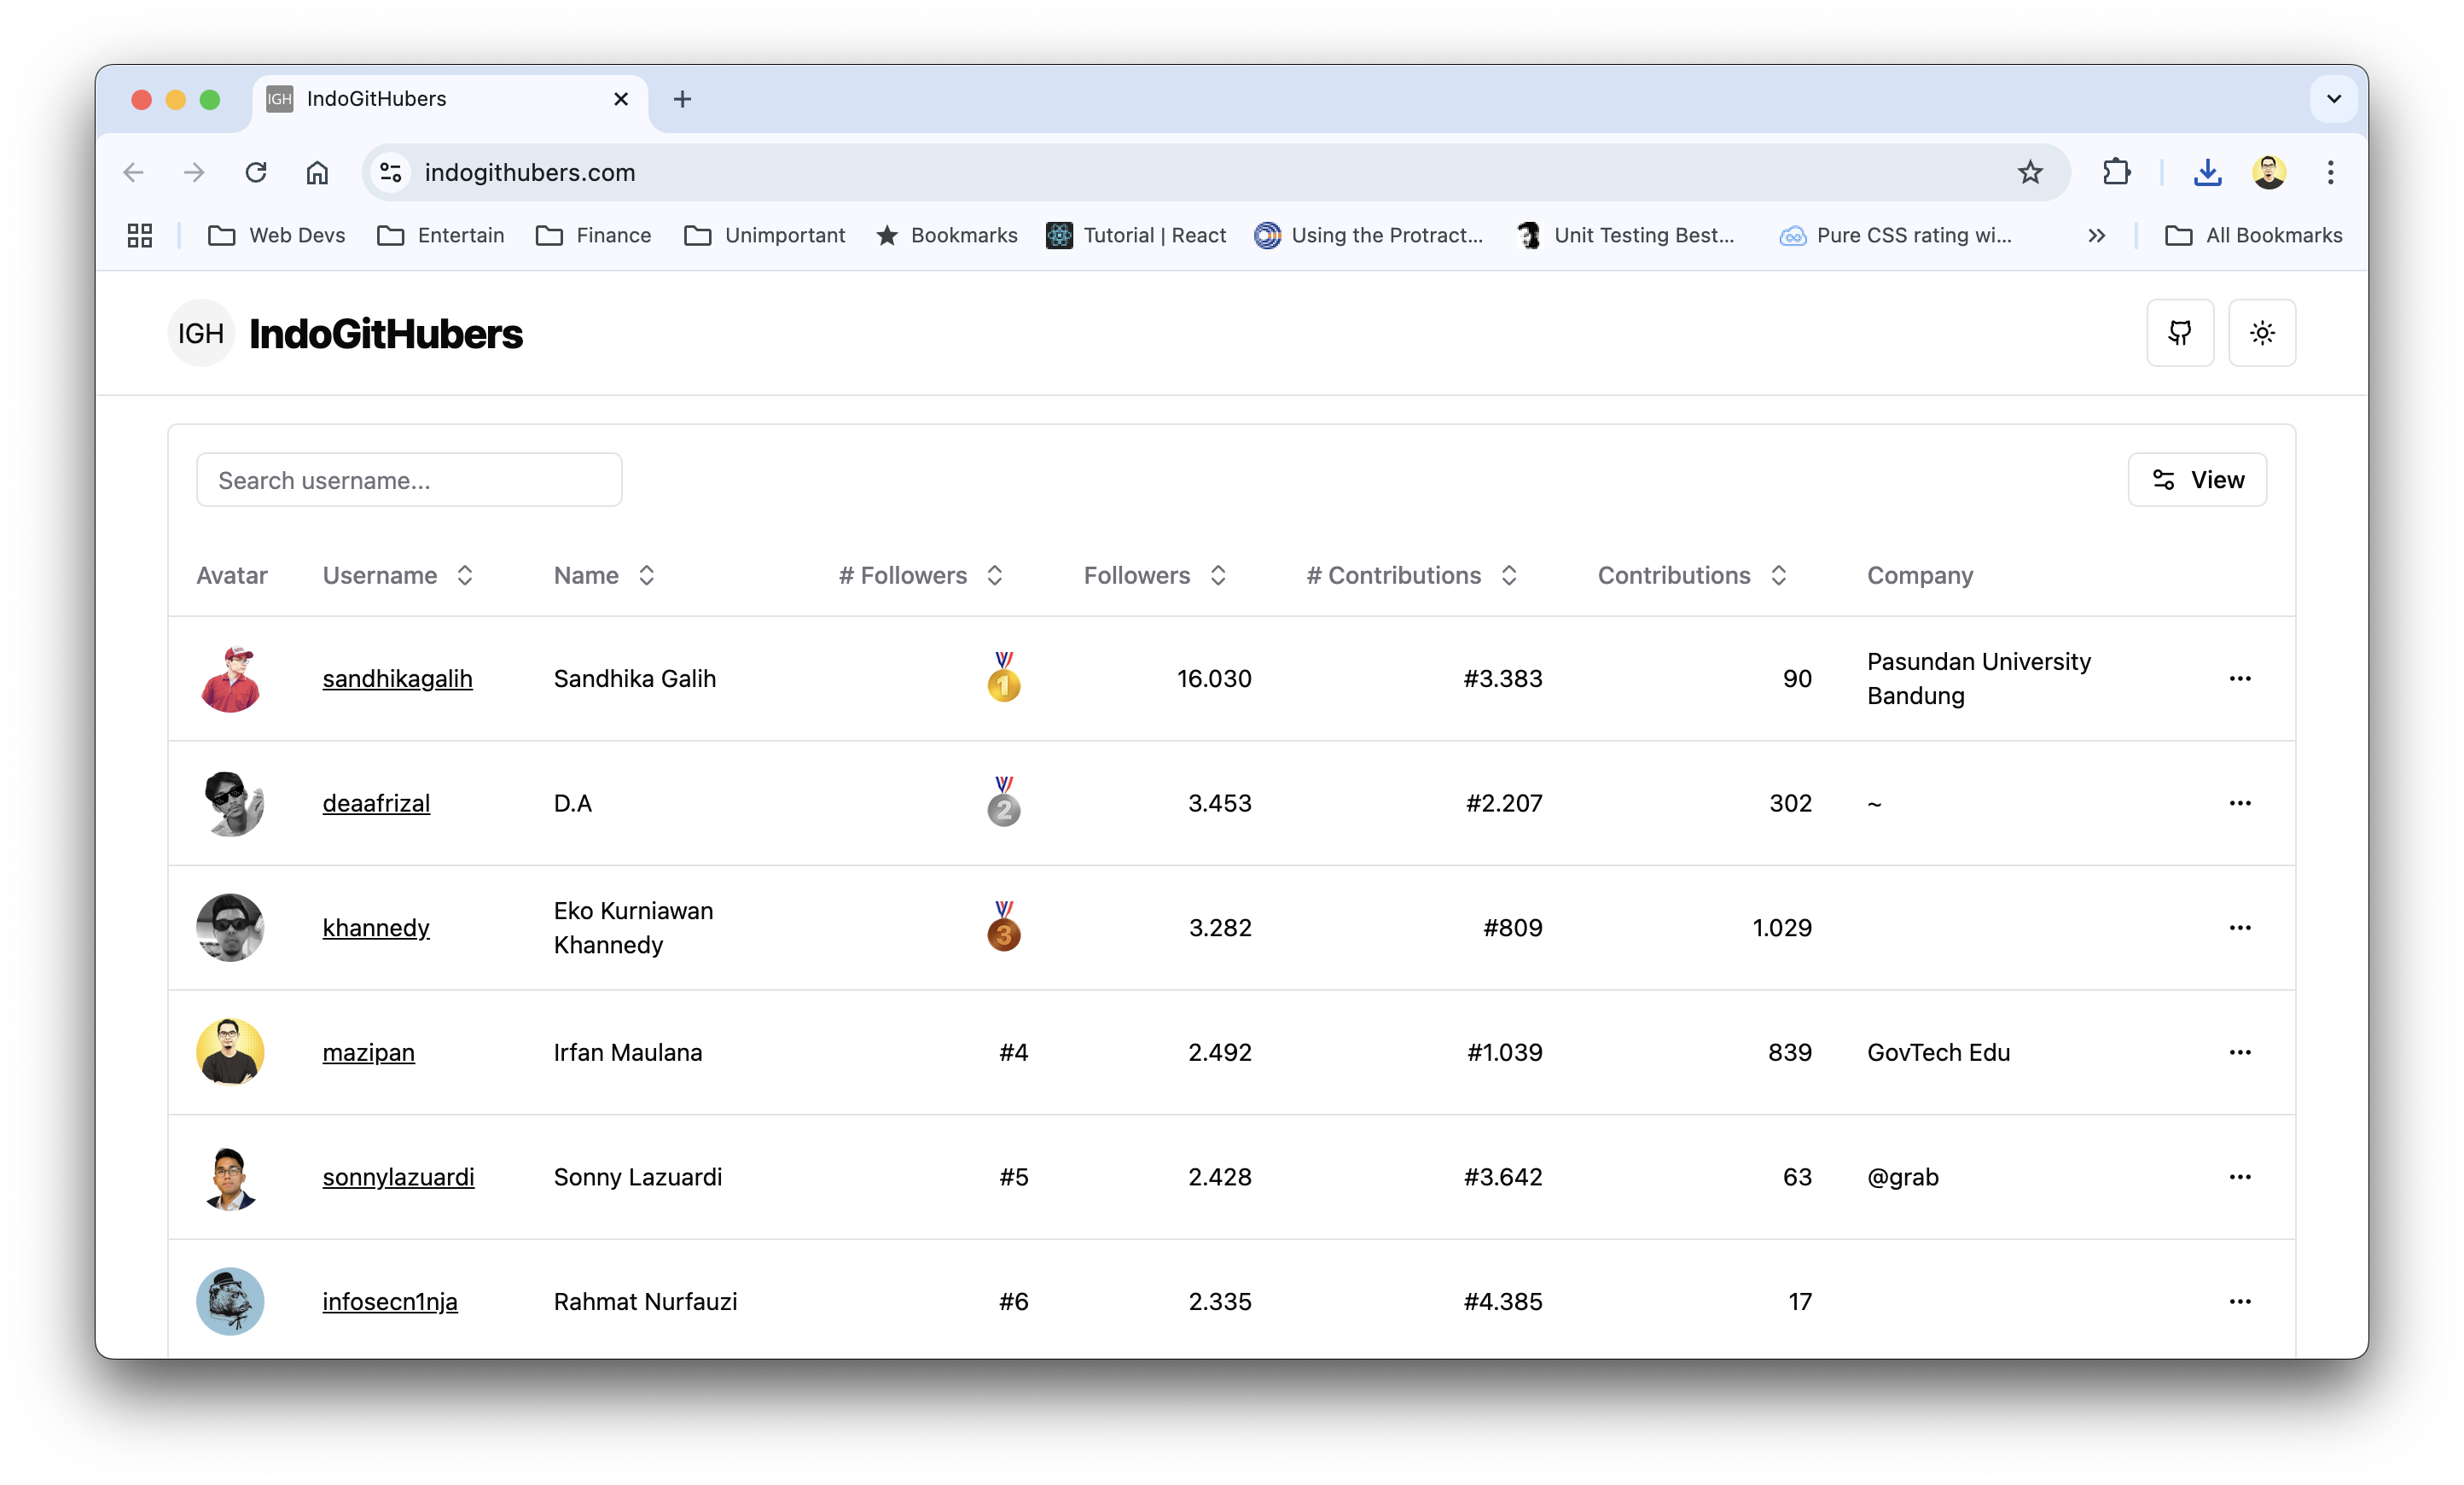 IGH IndoGitHubers
indogithubers.com
Web Devs Entertain Finance Unimportant Bookmarks Tutorial | React Using the Protract... Unit Testing Best... Pure CSS rating wi... All Bookmarks
IGH IndoGitHubers
Search username...
View
Avatar Username Name # Followers Followers # Contributions Contributions Company
sandhikagalih Sandhika Galih 1 16.030 #3.383 90 Pasundan University
Bandung
deaafrizal D.A 2 3.453 #2.207 302 ~
khannedy Eko Kurniawan
Khannedy 3 3.282 #809 1.029
mazipan Irfan Maulana #4 2.492 #1.039 839 GovTech Edu
sonnylazuardi Sonny Lazuardi #5 2.428 #3.642 63 @grab
infosecn1nja Rahmat Nurfauzi #6 2.335 #4.385 17